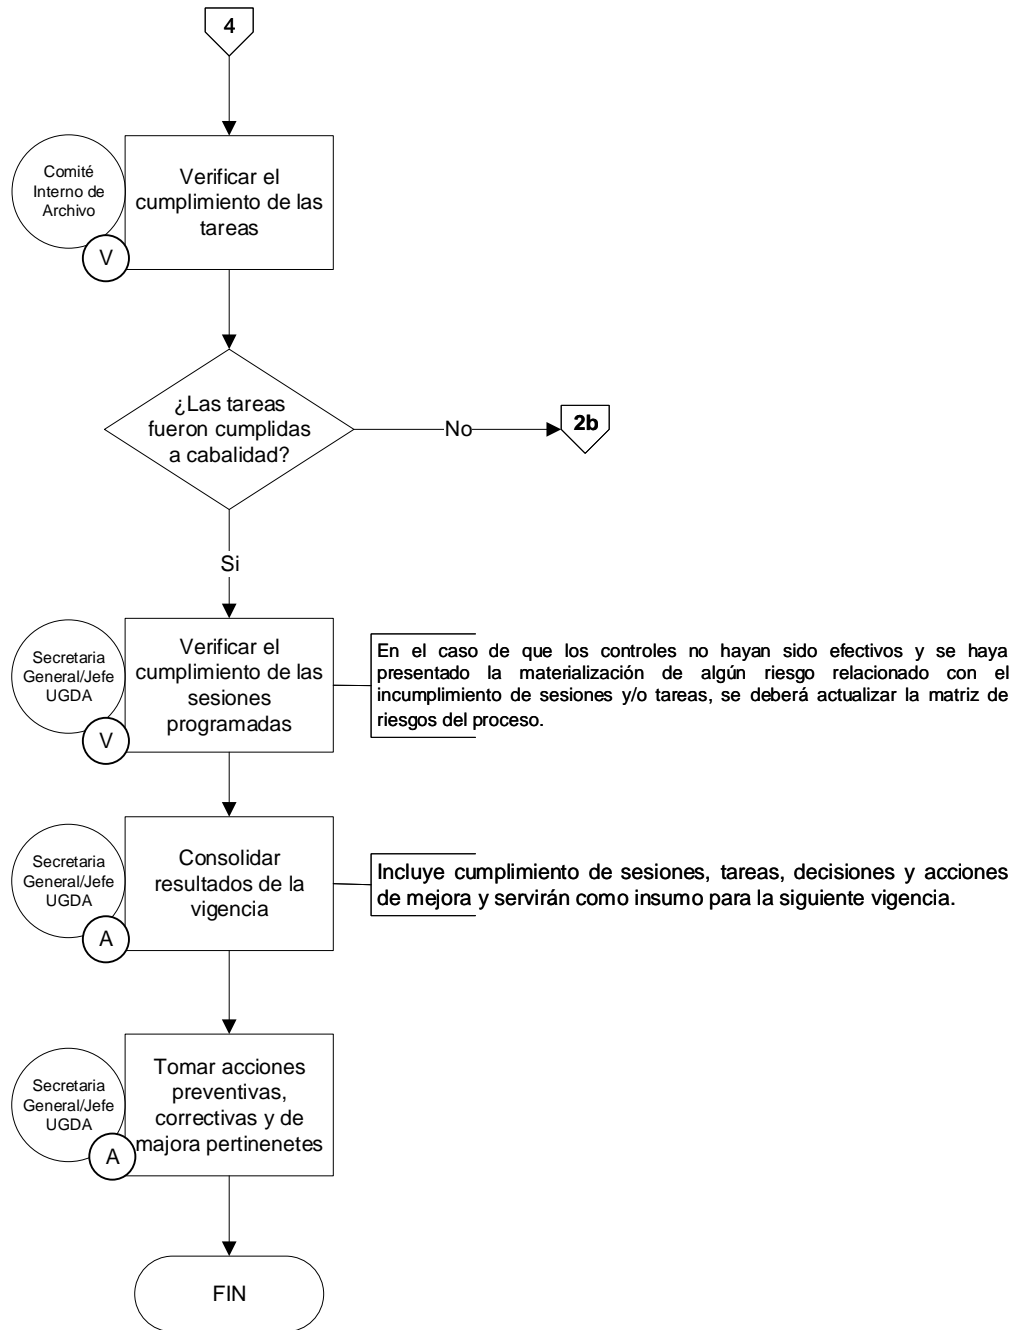 4
Comité
Interno de
Archivo
V
Verificar el
cumplimiento de las
tareas
¿Las tareas
fueron cumplidas
a cabalidad?
No
2b
Si
Secretaria
General/Jefe
UGDA
V
Verificar el
cumplimiento de las
sesiones
programadas
En el caso de que los controles no hayan sido efectivos y se haya
presentado la materialización de algún riesgo relacionado con el
incumplimiento de sesiones y/o tareas, se deberá actualizar la matriz de
riesgos del proceso.
Secretaria
General/Jefe
UGDA
A
Consolidar
resultados de la
vigencia
Incluye cumplimiento de sesiones, tareas, decisiones y acciones
de mejora y servirán como insumo para la siguiente vigencia.
Secretaria
General/Jefe
UGDA
A
Tomar acciones
preventivas,
correctivas y de
majora pertinenetes
FIN